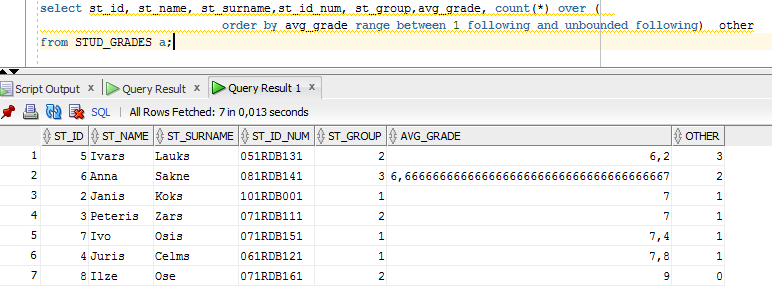 select st_id, st_name, st_surname,st_id_num, st_group,avg_grade, count(*) over (
order by avg_grade range between 1 following and unbounded following) other
from STUD_GRADES a;
Script Output x Query Result x Query Result 1 x
SQL | All Rows Fetched: 7 in 0,013 seconds
ST_ID ST_NAME ST_SURNAME ST_ID_NUM ST_GROUP AVG_GRADE OTHER
1 5 Ivars Lauks 051RDB131 2 6,2 3
2 6 Anna Sakne 081RDB141 3 6,66666666666666666666666666666666666667 2
3 2 Janis Koks 101RDB001 1 7 1
4 3 Peteris Zars 071RDB111 2 7 1
5 7 Ivo Osis 071RDB151 1 7,4 1
6 4 Juris Celms 061RDB121 1 7,8 1
7 8 Ilze Ose 071RDB161 2 9 0